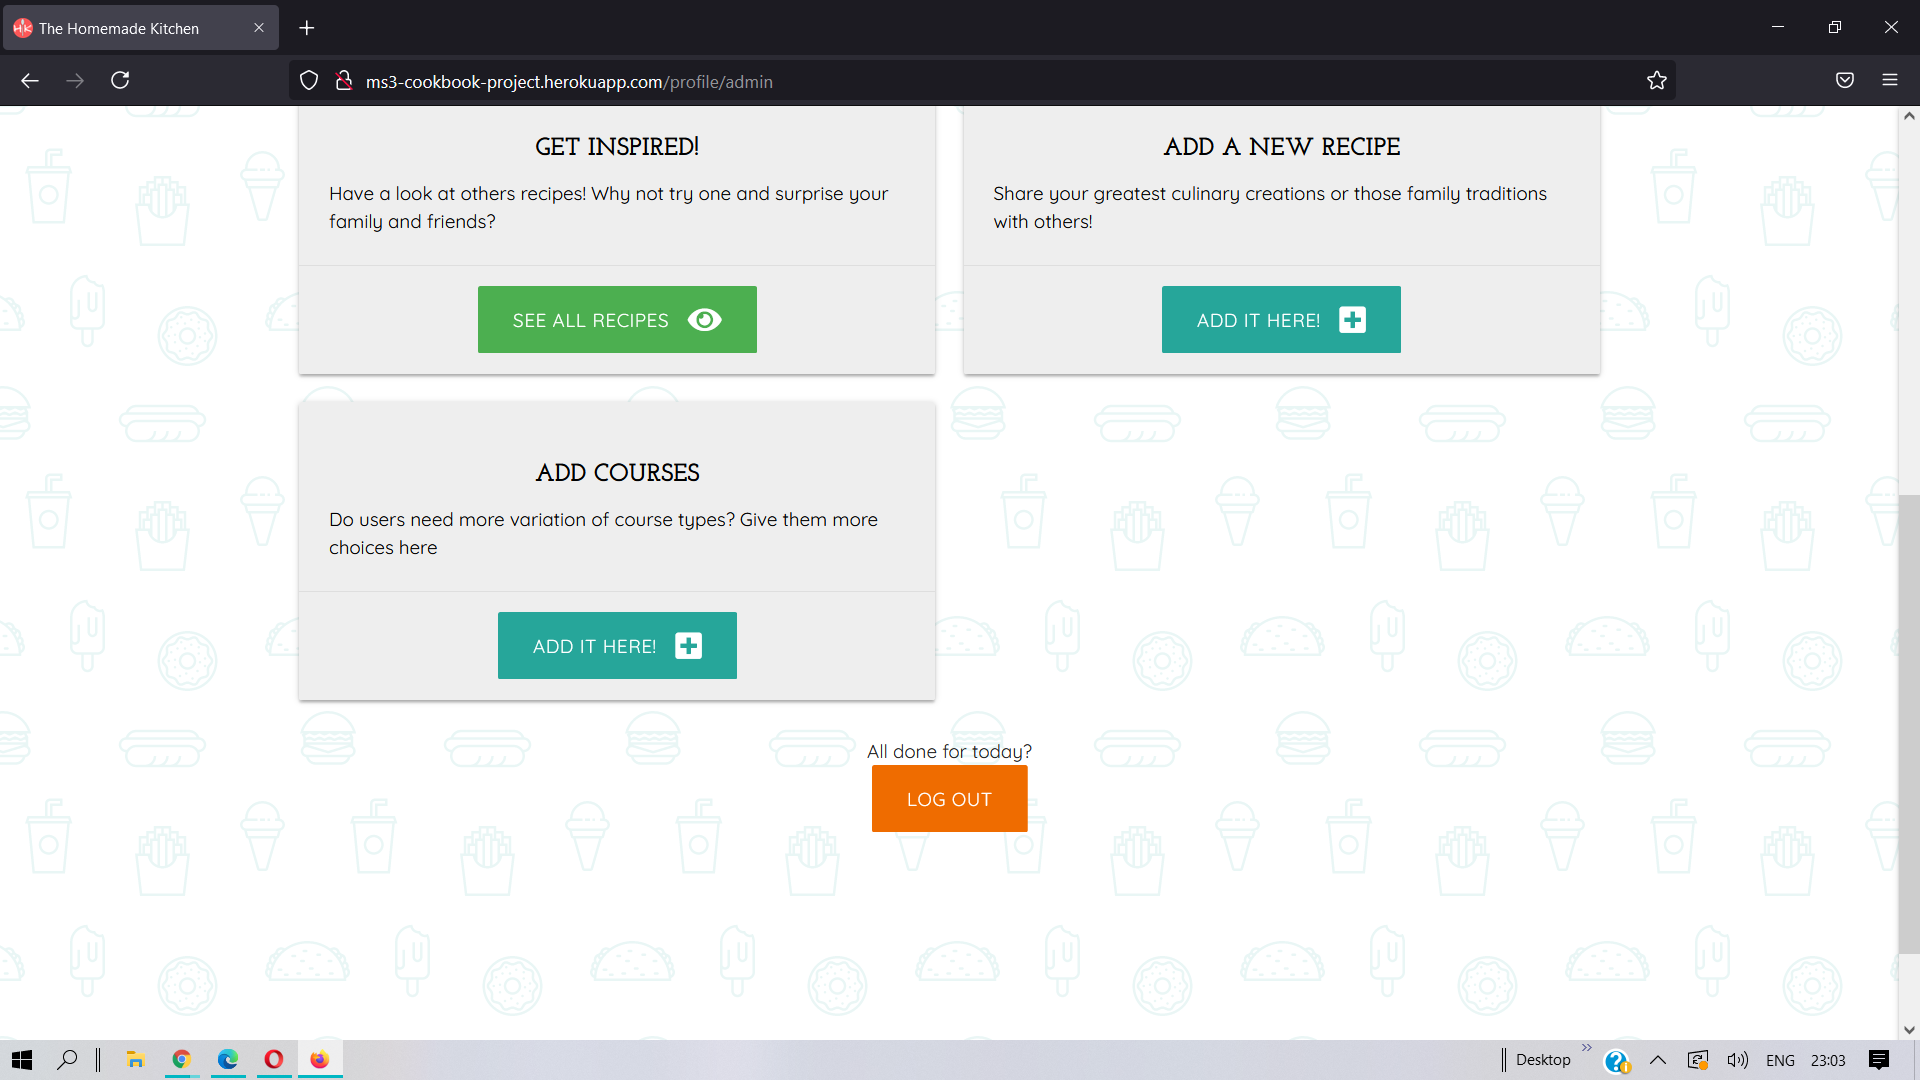 The Homemade Kitchen
ms3-cookbook-project.herokuapp.com/profile/admin
GET INSPIRED!
Have a look at others recipes! Why not try one and surprise your
family and friends?
SEE ALL RECIPES
ADD A NEW RECIPE
Share your greatest culinary creations or those family traditions
with others!
ADD IT HERE!
ADD COURSES
Do users need more variation of course types? Give them more
choices here
ADD IT HERE!
All done for today?
LOG OUT
Desktop
ENG
23:03